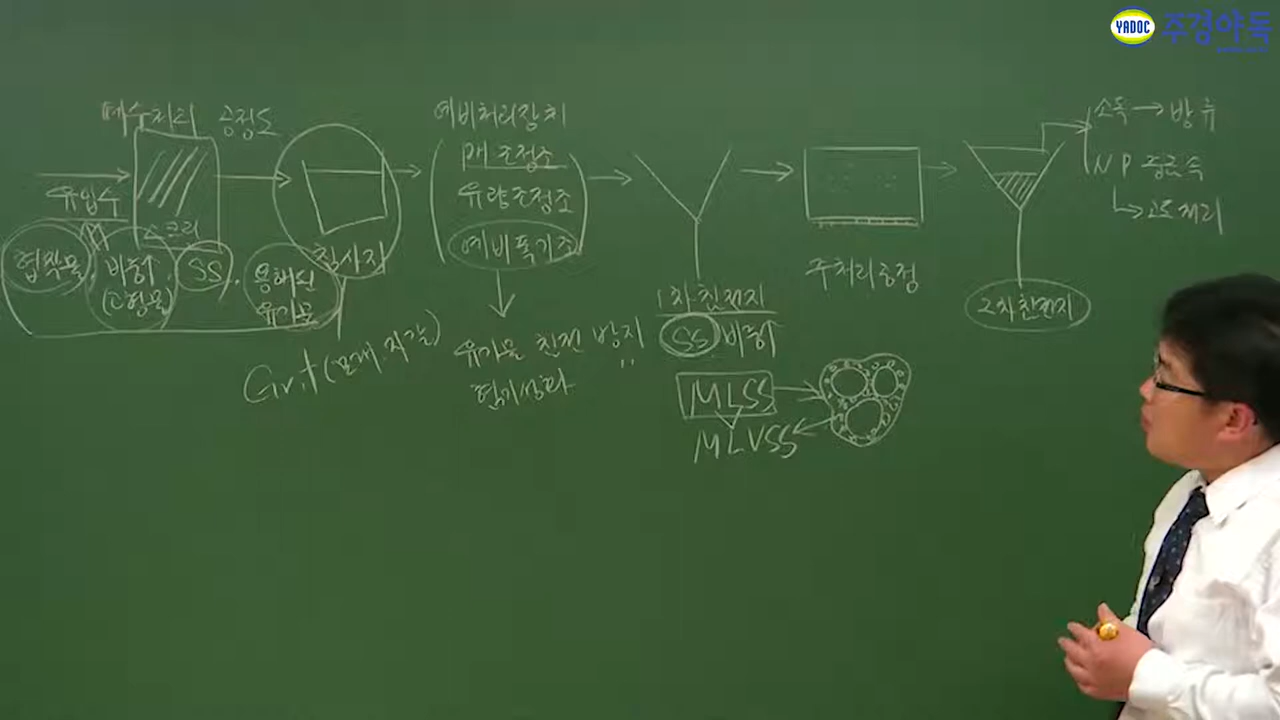 YADOC 주경야독
폐수처리 공정도
유입수
스크린
협잡물, 비중↑ (고형물), SS, 용해된 유기물
침사지
Grit (모래, 자갈)
예비처리장치
pH 조정조
유량조정조
예비폭기조
유기물 침전 방지
혐기성화 〃
1차침전지
SS 비중↑
MLSS
MLVSS
주처리공정
2차침전지
소독 → 방류
N P 중금속
고도처리